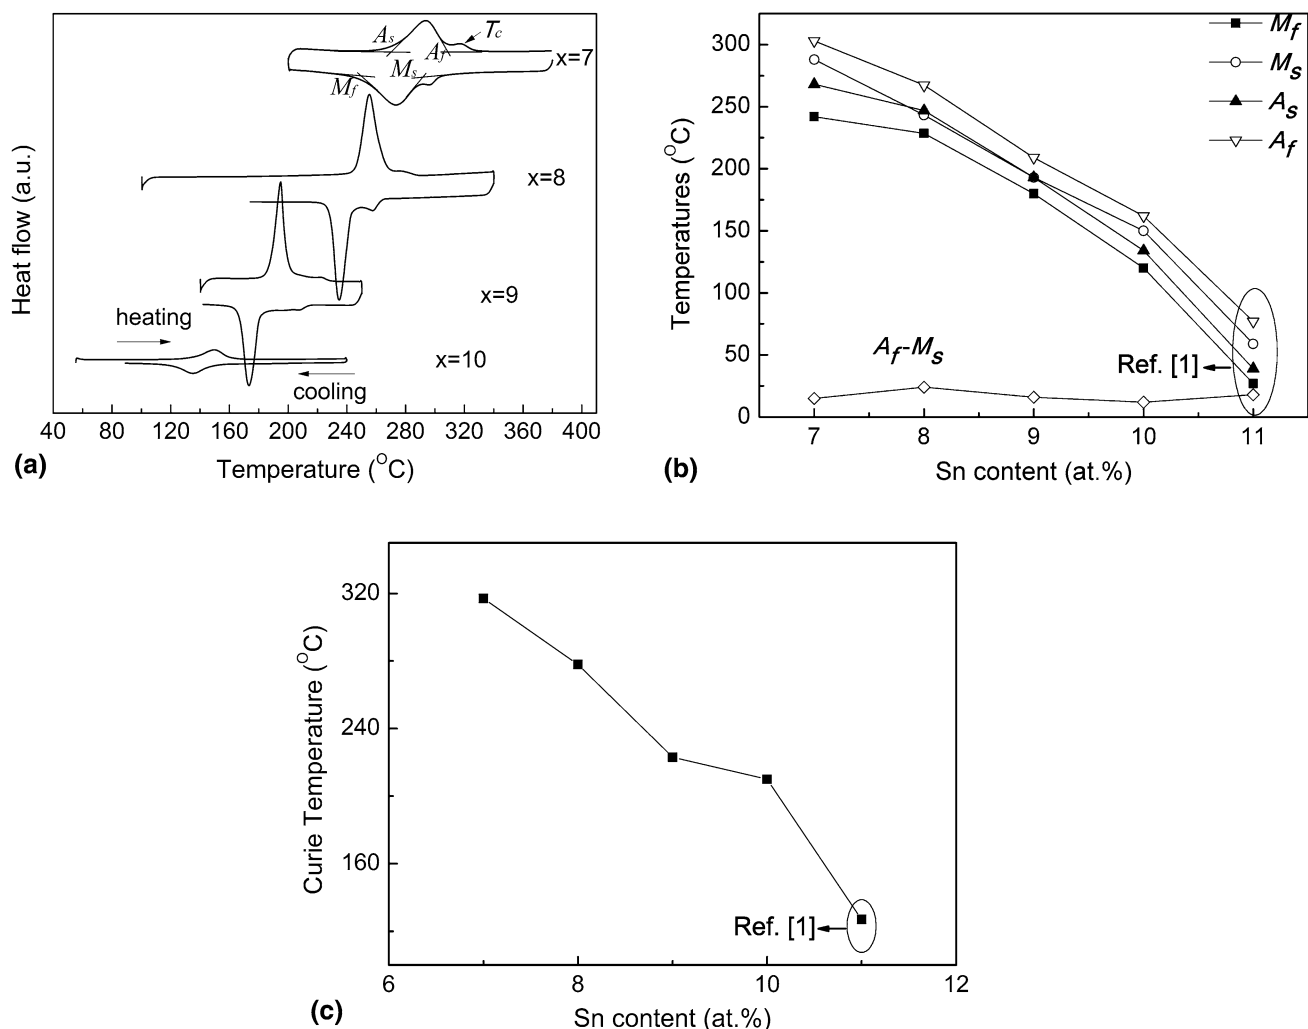 A_s
T_c
A_f
x=7
M_s
M_f
x=8
x=9
heating
x=10
cooling
Heat flow (a.u.)
40 80 120 160 200 240 280 320 360 400
Temperature (°C)
(a)
M_f
M_s
A_s
A_f
300
250
200
150
100
50
0
Temperatures (°C)
A_f-M_s
Ref. [1]
7 8 9 10 11
Sn content (at.%)
(b)
320
240
160
Curie Temperature (°C)
Ref. [1]
6 8 10 12
Sn content (at.%)
(c)